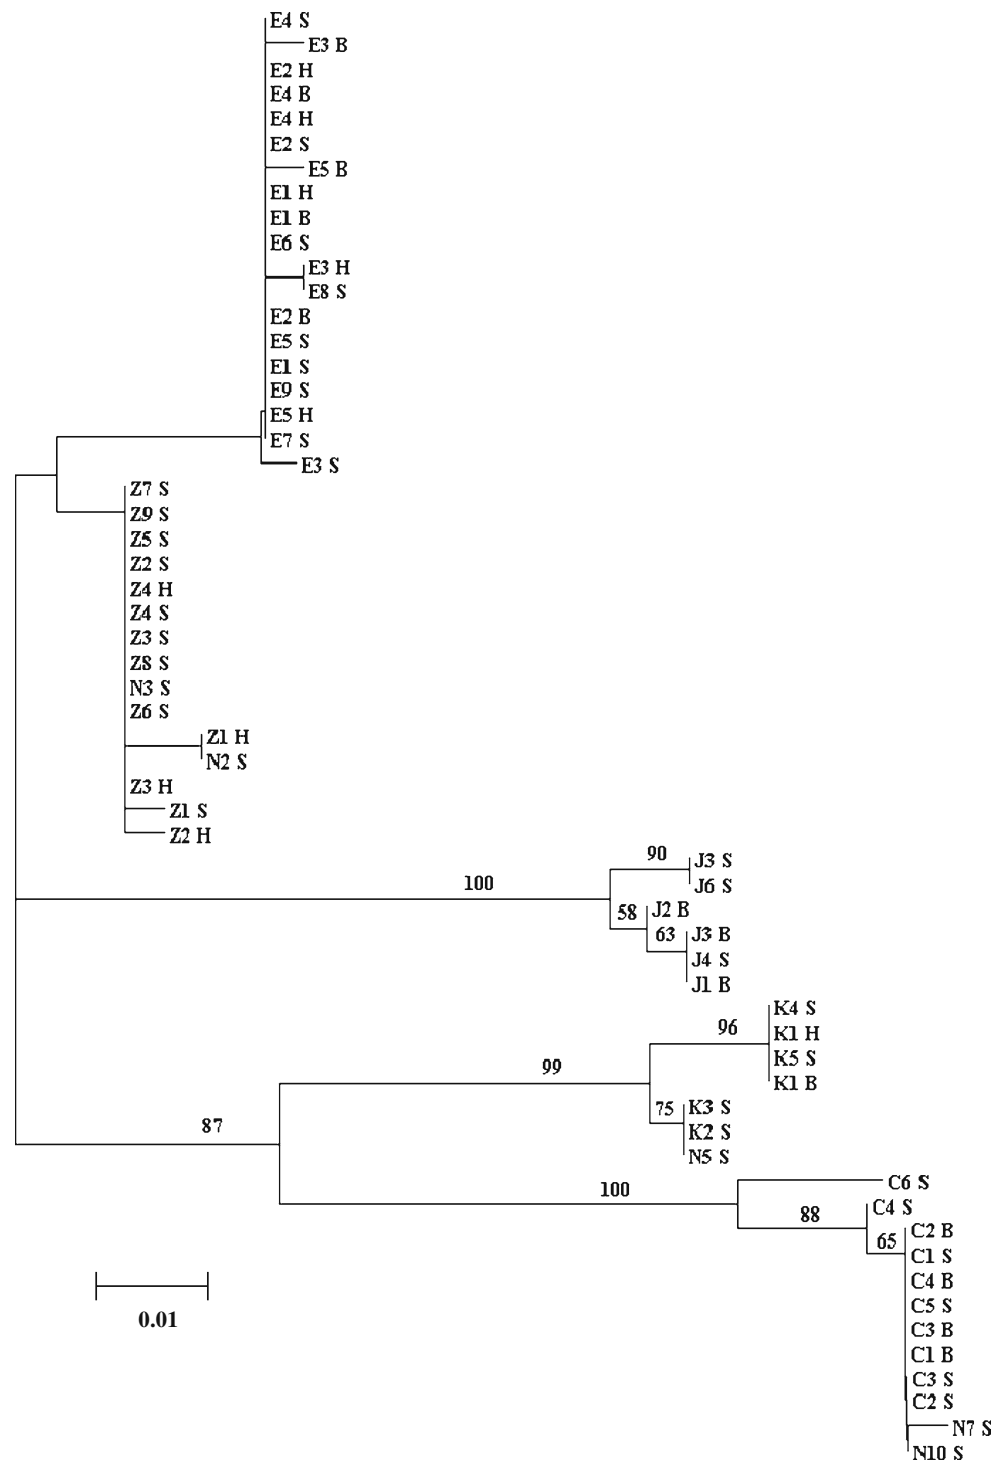 E4 S
E3 B
E2 H
E4 B
E4 H
E2 S
E5 B
E1 H
E1 B
E6 S
E3 H
E8 S
E2 B
E5 S
E1 S
E9 S
E5 H
E7 S
E3 S
Z7 S
Z9 S
Z5 S
Z2 S
Z4 H
Z4 S
Z3 S
Z8 S
N3 S
Z6 S
Z1 H
N2 S
Z3 H
Z1 S
Z2 H
90
J3 S
100
J6 S
58
J2 B
63
J3 B
J4 S
J1 B
K4 S
96
K1 H
K5 S
99
K1 B
75
K3 S
87
K2 S
N5 S
C6 S
100
C4 S
88
C2 B
65
C1 S
C4 B
C5 S
0.01
C3 B
C1 B
C3 S
C2 S
N7 S
N10 S